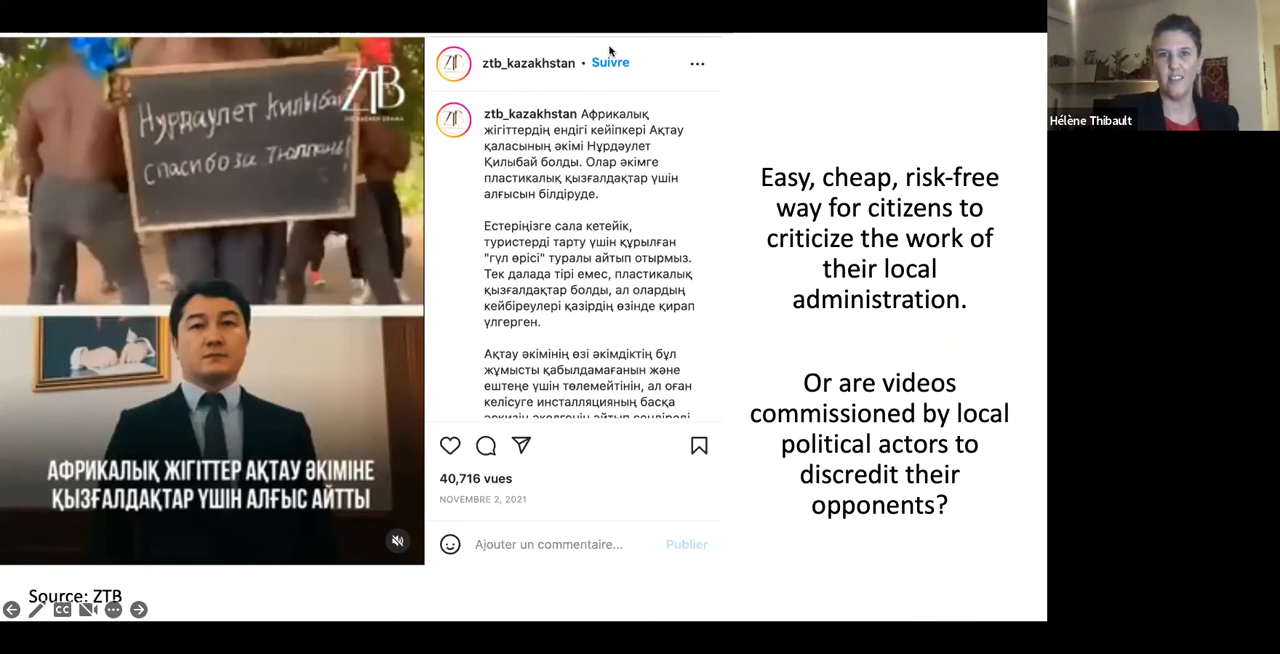 Нурдаулет Килыбай
ZTB
спасибо за тюльпаны
АФРИКАЛЫҚ ЖІГІТТЕР АҚТАУ ӘКІМІНЕ
ҚЫЗҒАЛДАҚТАР ҮШІН АЛҒЫС АЙТТЫ
ztb_kazakhstan • Suivre
ztb_kazakhstan Африкалық
жігіттердің ендігі кейіпкері Ақтау
қаласының әкімі Нұрдәулет
Қилыбай болды. Олар әкімге
пластикалық қызғалдақтар үшін
алғысын білдіруде.
Естеріңізге сала кетейік,
туристерді тарту үшін құрылған
"гүл өрісі" туралы айтып отырмыз.
Тек далада тірі емес, пластикалық
қызғалдақтар болды, ал олардың
кейбіреулері қазірдің өзінде қирап
үлгерген.
Ақтау әкімінің өзі әкімдіктің бұл
жұмысты қабылдамағанын және
ештеңе үшін төлемейтінін, ал оған
келісуге инсталляцияның басқа
40,716 vues
NOVEMBRE 2, 2021
Ajouter un commentaire... Publier
Easy, cheap, risk-free
way for citizens to
criticize the work of
their local
administration.
Or are videos
commissioned by local
political actors to
discredit their
opponents?
Source: ZTB
CC
Hélène Thibault